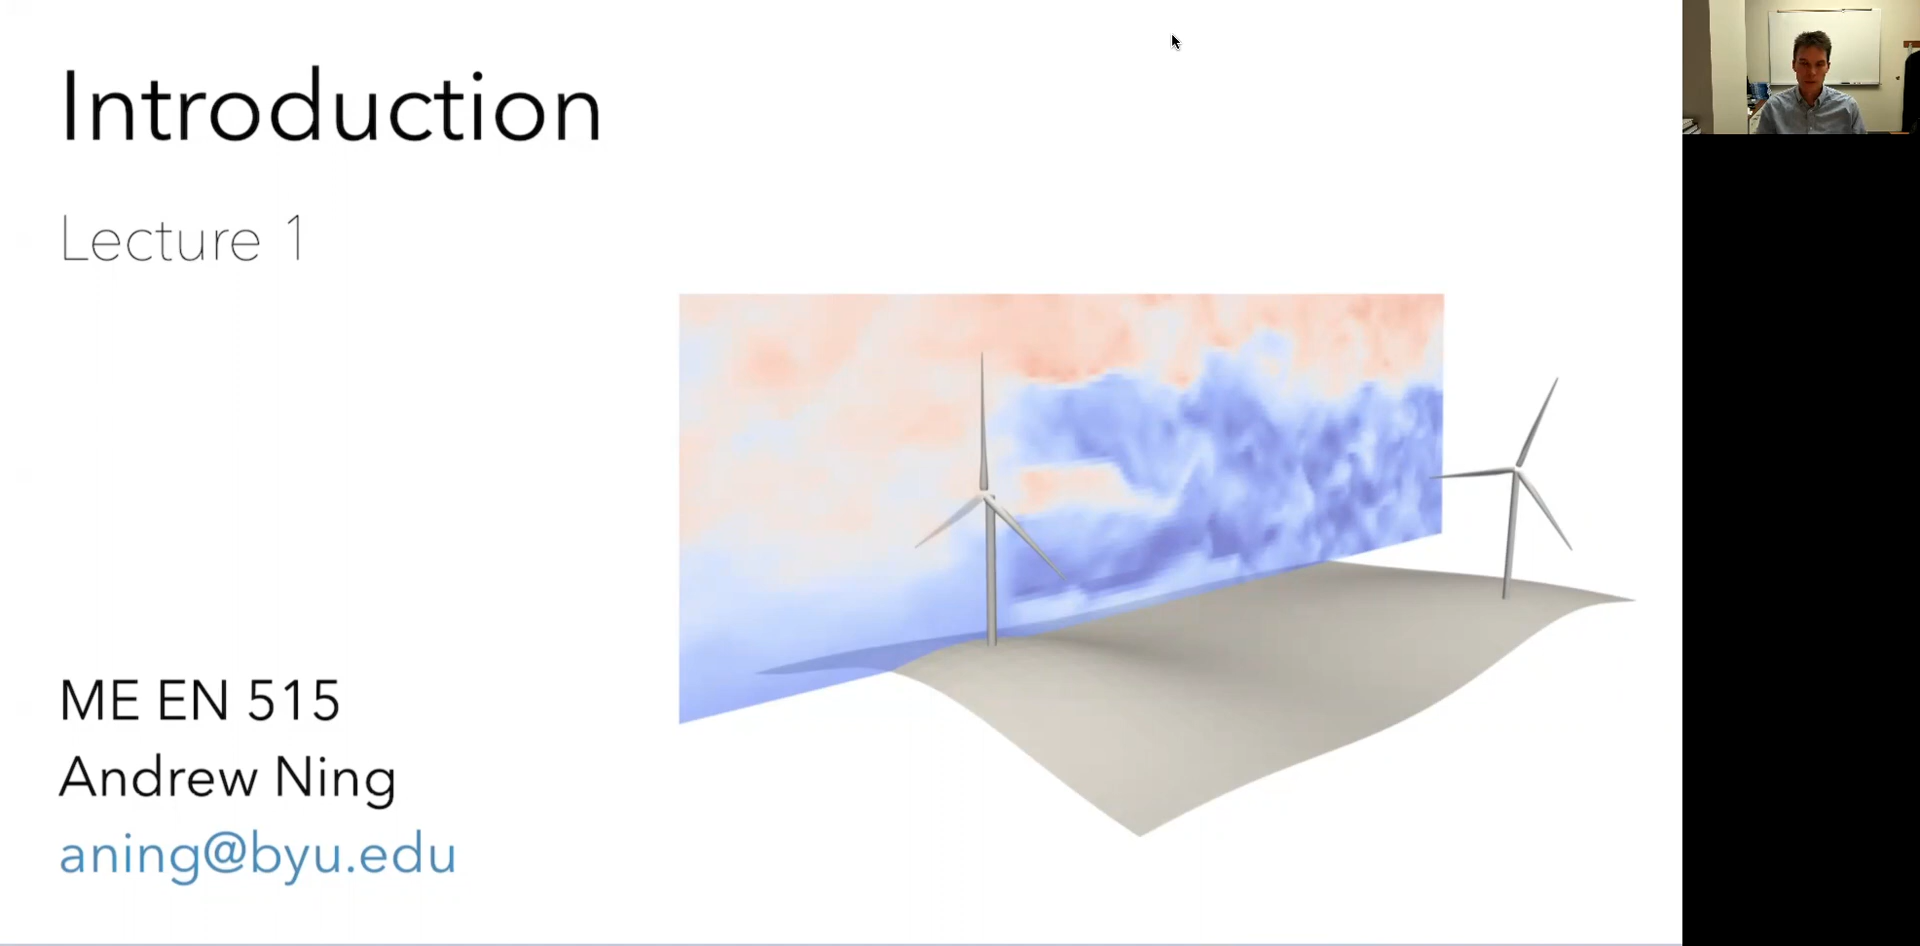 Introduction
Lecture 1
ME EN 515
Andrew Ning
aning@byu.edu